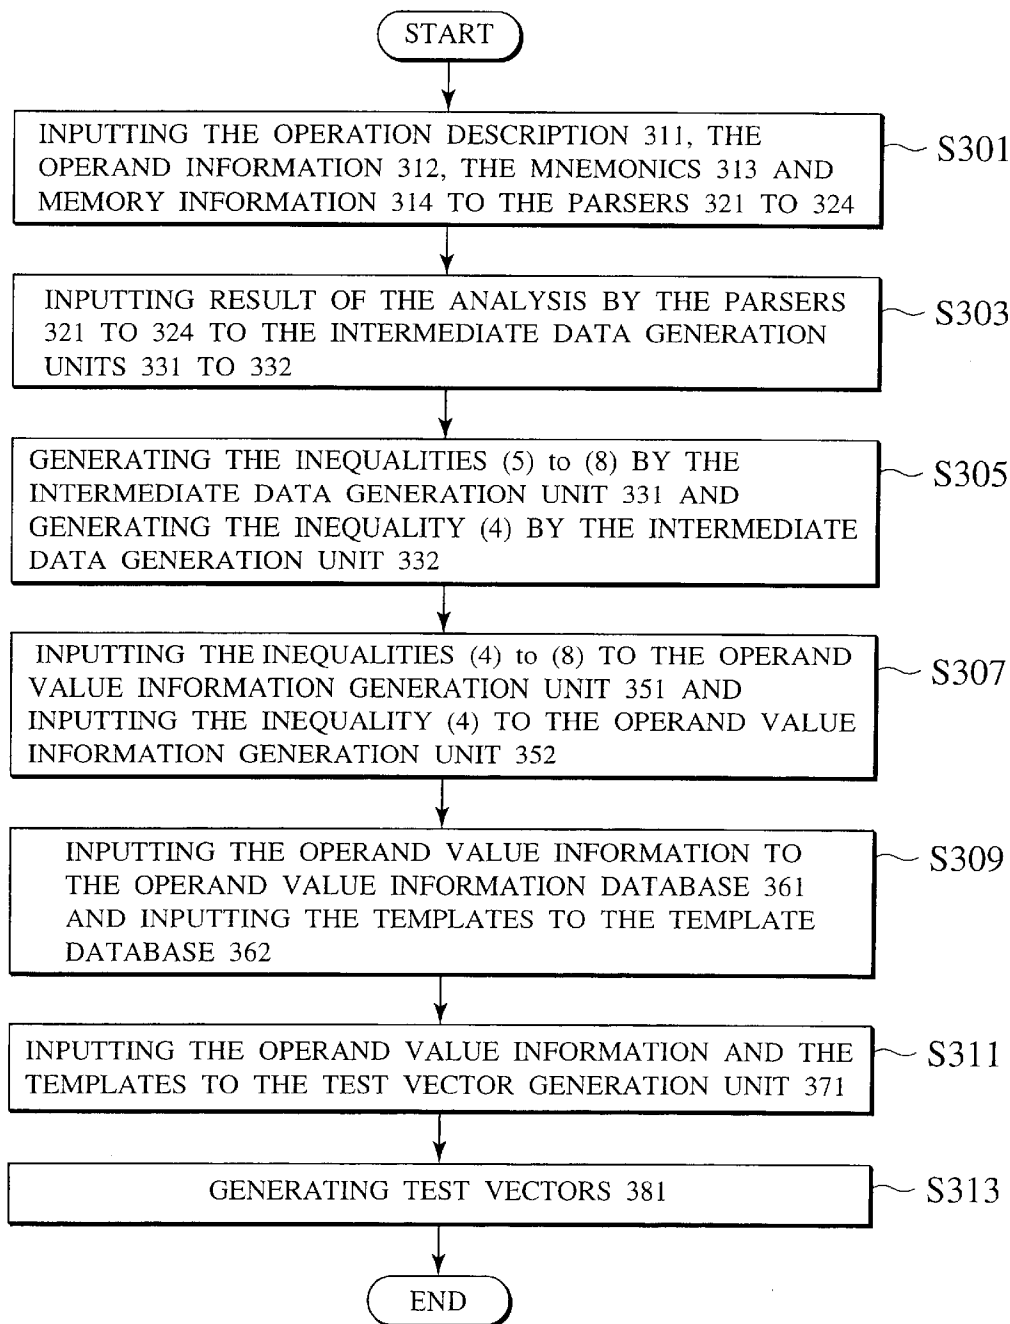 START
INPUTTING THE OPERATION DESCRIPTION 311, THE
OPERAND INFORMATION 312, THE MNEMONICS 313 AND
MEMORY INFORMATION 314 TO THE PARSERS 321 TO 324
S301
INPUTTING RESULT OF THE ANALYSIS BY THE PARSERS
321 TO 324 TO THE INTERMEDIATE DATA GENERATION
UNITS 331 TO 332
S303
GENERATING THE INEQUALITIES (5) to (8) BY THE
INTERMEDIATE DATA GENERATION UNIT 331 AND
GENERATING THE INEQUALITY (4) BY THE INTERMEDIATE
DATA GENERATION UNIT 332
S305
INPUTTING THE INEQUALITIES (4) to (8) TO THE OPERAND
VALUE INFORMATION GENERATION UNIT 351 AND
INPUTTING THE INEQUALITY (4) TO THE OPERAND VALUE
INFORMATION GENERATION UNIT 352
S307
INPUTTING THE OPERAND VALUE INFORMATION TO
THE OPERAND VALUE INFORMATION DATABASE 361
AND INPUTTING THE TEMPLATES TO THE TEMPLATE
DATABASE 362
S309
INPUTTING THE OPERAND VALUE INFORMATION AND THE
TEMPLATES TO THE TEST VECTOR GENERATION UNIT 371
S311
GENERATING TEST VECTORS 381
S313
END